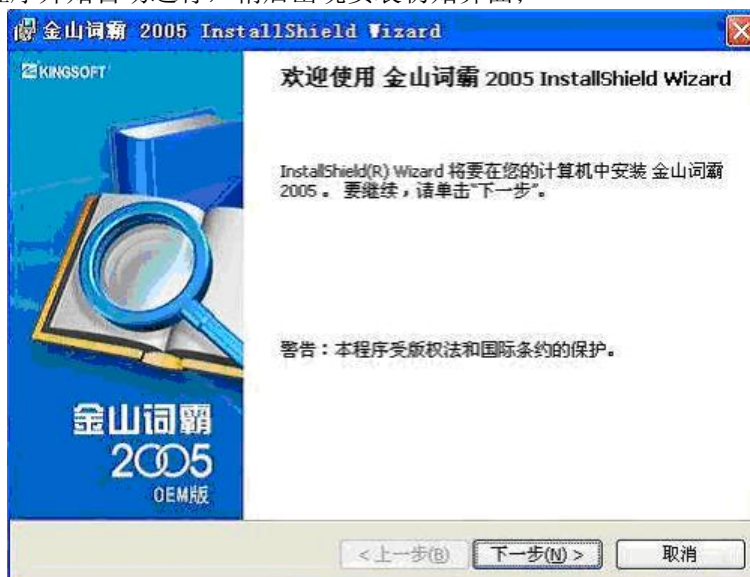 金山词霸 2005 InstallShield Wizard
KINGSOFT
欢迎使用 金山词霸 2005 InstallShield Wizard
InstallShield(R) Wizard 将要在您的计算机中安装 金山词霸
2005 。 要继续，请单击“下一步”。
警告：本程序受版权法和国际条约的保护。
金山词霸
2005
OEM版
< 上一步(B)
下一步(N) >
取消